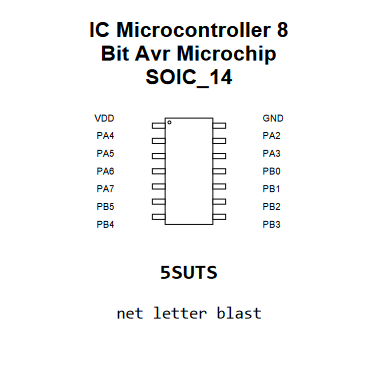 IC Microcontroller 8
Bit Avr Microchip
SOIC_14
VDD GND
PA4 PA2
PA5 PA3
PA6 PB0
PA7 PB1
PB5 PB2
PB4 PB3
5SUTS
net letter blast